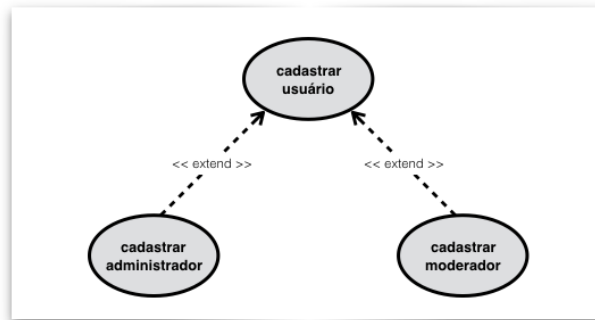 cadastrar
usuário
<< extend >>
<< extend >>
cadastrar
administrador
cadastrar
moderador